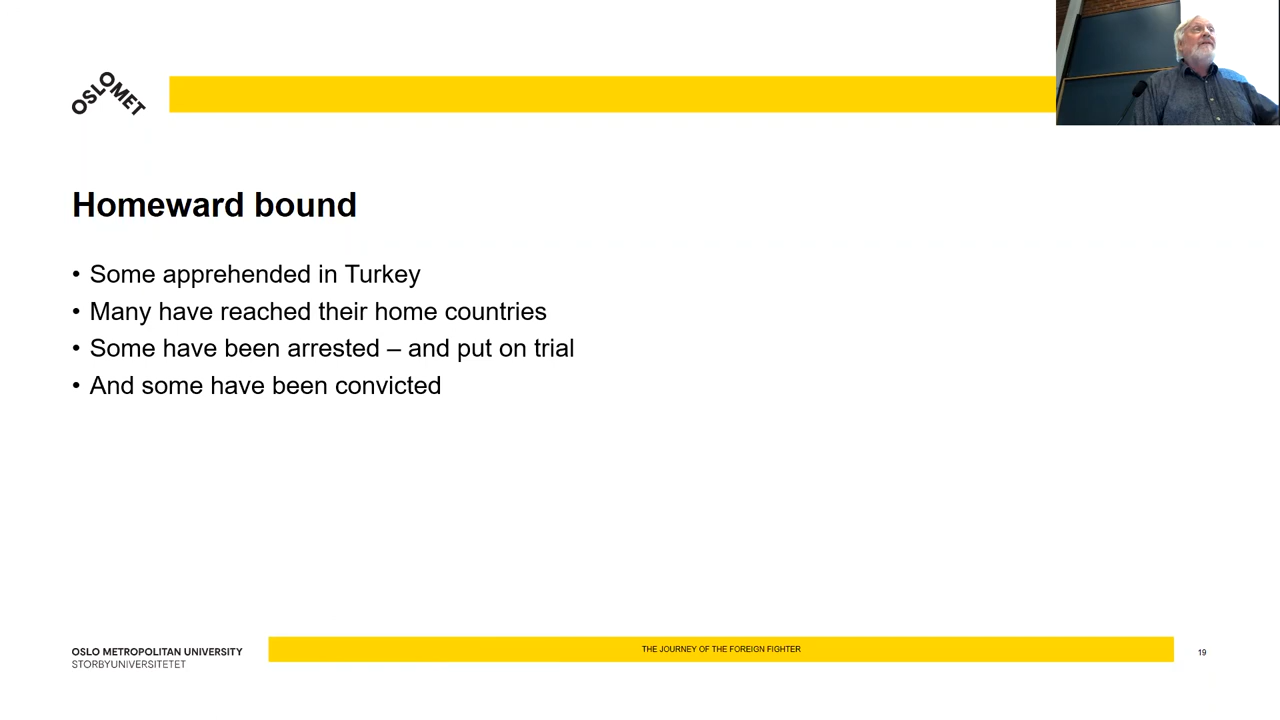 OSLOMET
Homeward bound
• Some apprehended in Turkey
• Many have reached their home countries
• Some have been arrested – and put on trial
• And some have been convicted
OSLO METROPOLITAN UNIVERSITY
STORBYUNIVERSITETET
THE JOURNEY OF THE FOREIGN FIGHTER
19